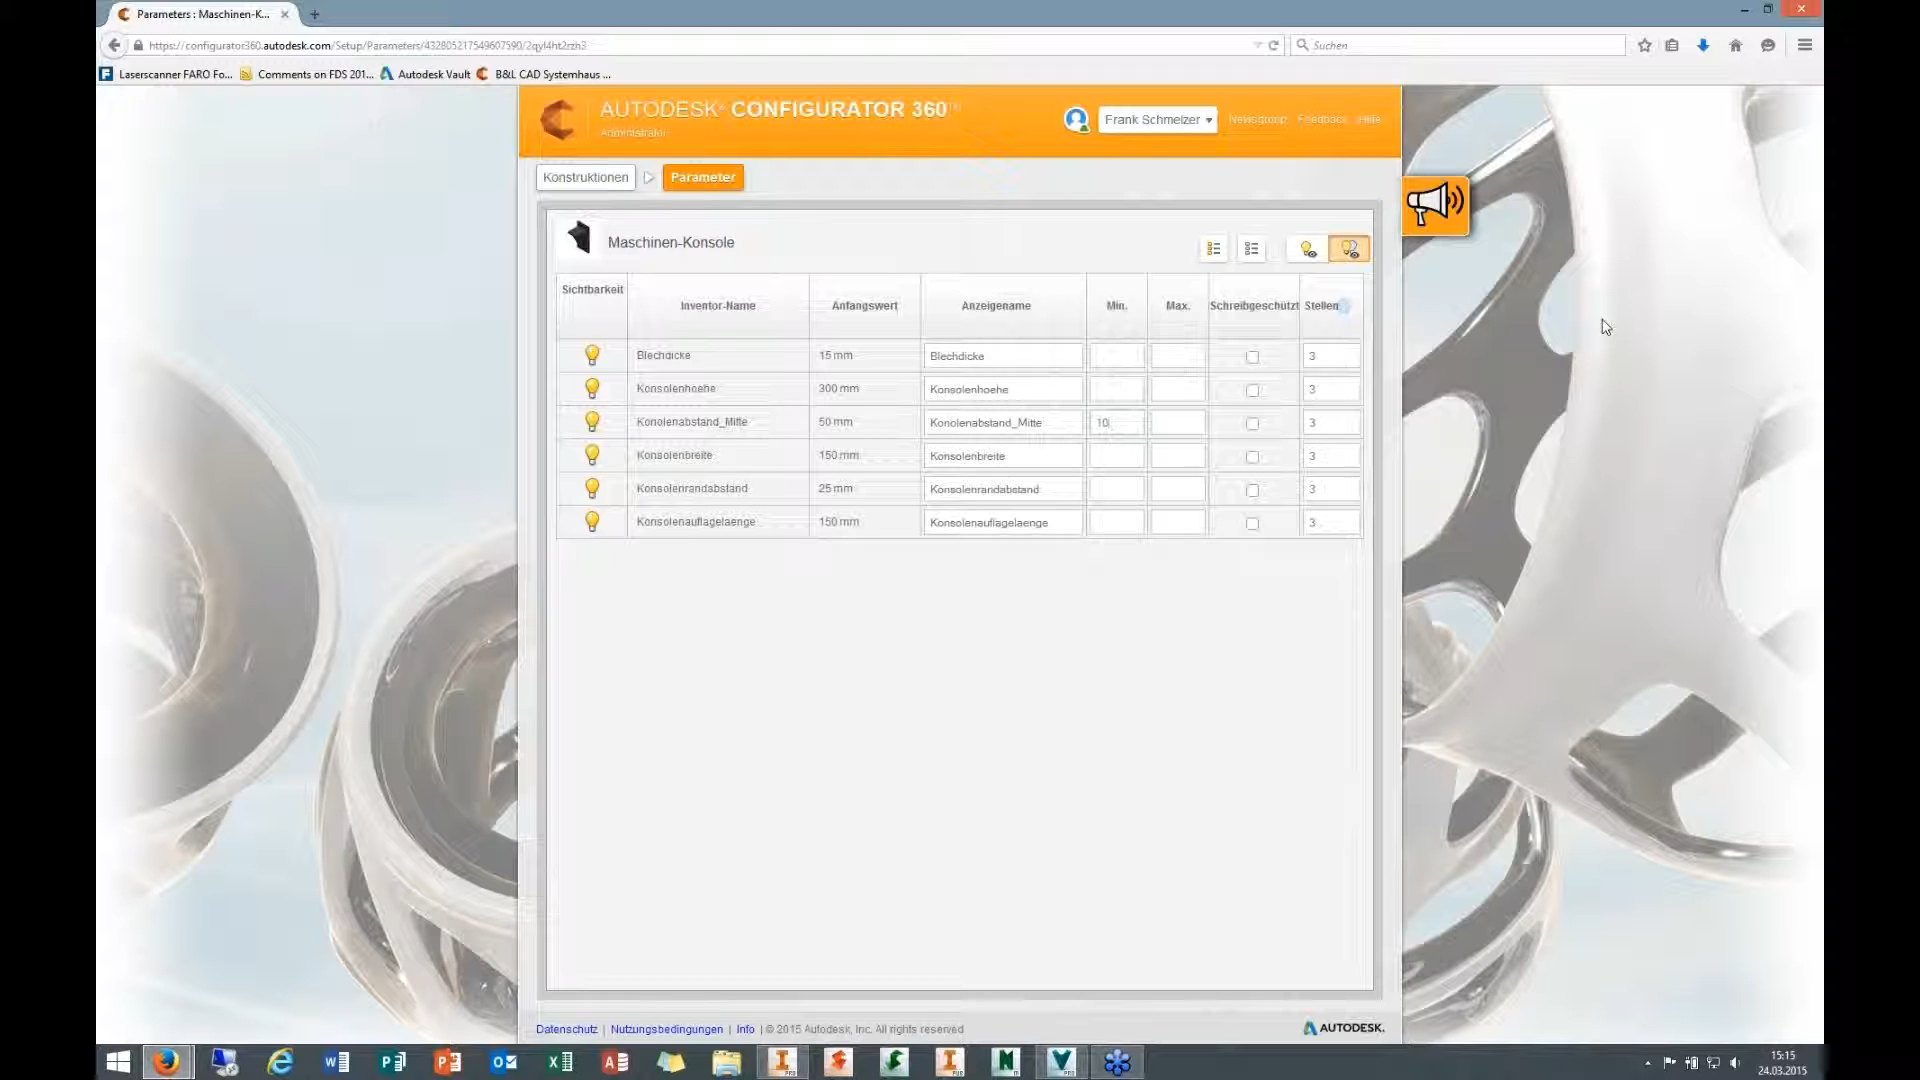 Parameters : Maschinen-K...
https://configurator360.autodesk.com/Setup/Parameters/432805217549607590/2qyl4ht2rzh3
Suchen
Laserscanner FARO Fo... Comments on FDS 201... Autodesk Vault B&L CAD Systemhaus ...
AUTODESK® CONFIGURATOR 360™
Administrator
Frank Schmelzer Newsgroup Feedback Hilfe
Konstruktionen Parameter
Maschinen-Konsole
Sichtbarkeit Inventor-Name Anfangswert Anzeigename Min. Max. Schreibgeschützt Stellen
Blechdicke 15 mm Blechdicke 3
Konsolenhoehe 300 mm Konsolenhoehe 3
Konolenabstand_Mitte 50 mm Konolenabstand_Mitte 10 3
Konsolenbreite 150 mm Konsolenbreite 3
Konsolenrandabstand 25 mm Konsolenrandabstand 3
Konsolenauflagelaenge 150 mm Konsolenauflagelaenge 3
Datenschutz | Nutzungsbedingungen | Info | © 2015 Autodesk, Inc. All rights reserved
AUTODESK.
15:15
24.03.2015